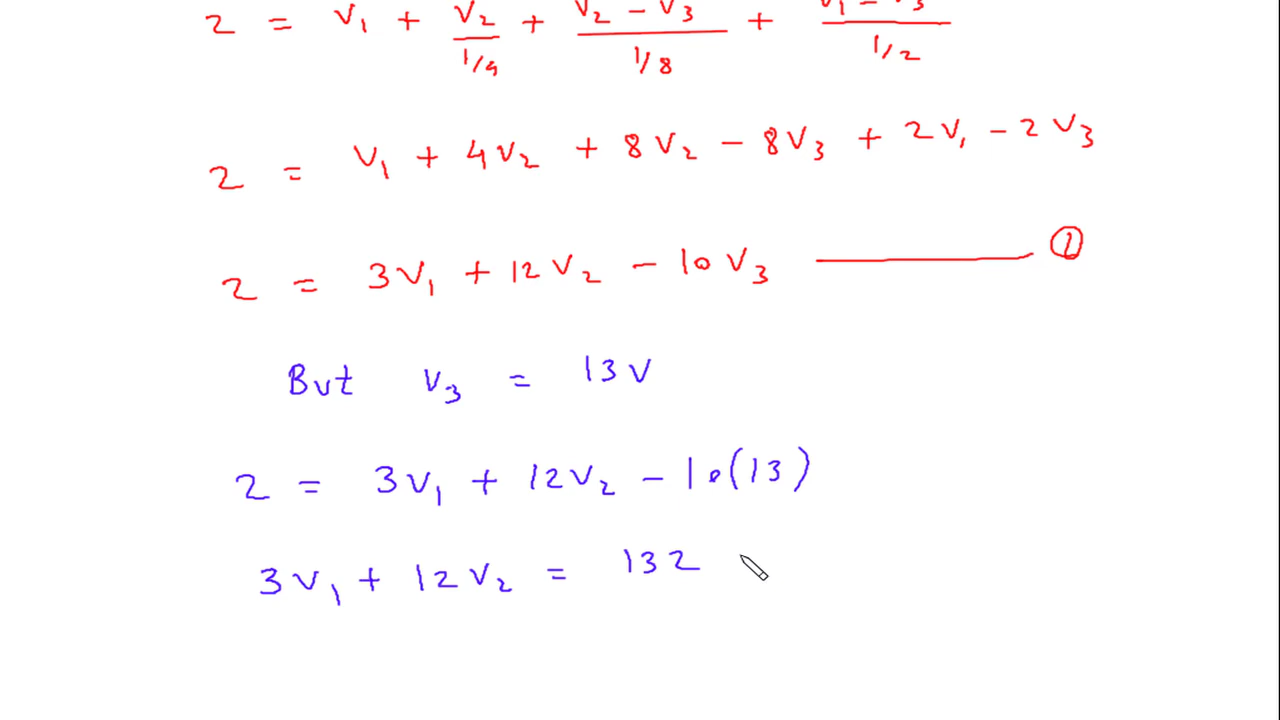 2 = V₁ + V₂/(1/4) + (V₂ - V₃)/(1/8) + (V₁ - V₃)/(1/2)
2 = V₁ + 4V₂ + 8V₂ - 8V₃ + 2V₁ - 2V₃
2 = 3V₁ + 12V₂ - 10V₃ ——— ①
But V₃ = 13V
2 = 3V₁ + 12V₂ - 10(13)
3V₁ + 12V₂ = 132